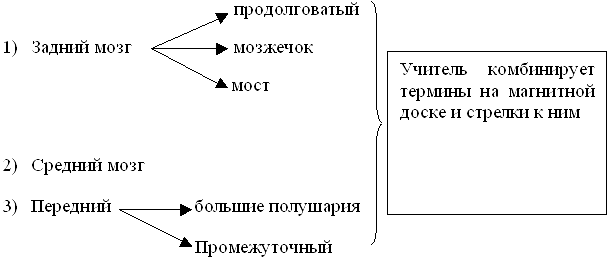 продолговатый
1) Задний мозг
мозжечок
мост
2) Средний мозг
3) Передний
большие полушария
Промежуточный
Учитель комбинирует
термины на магнитной
доске и стрелки к ним